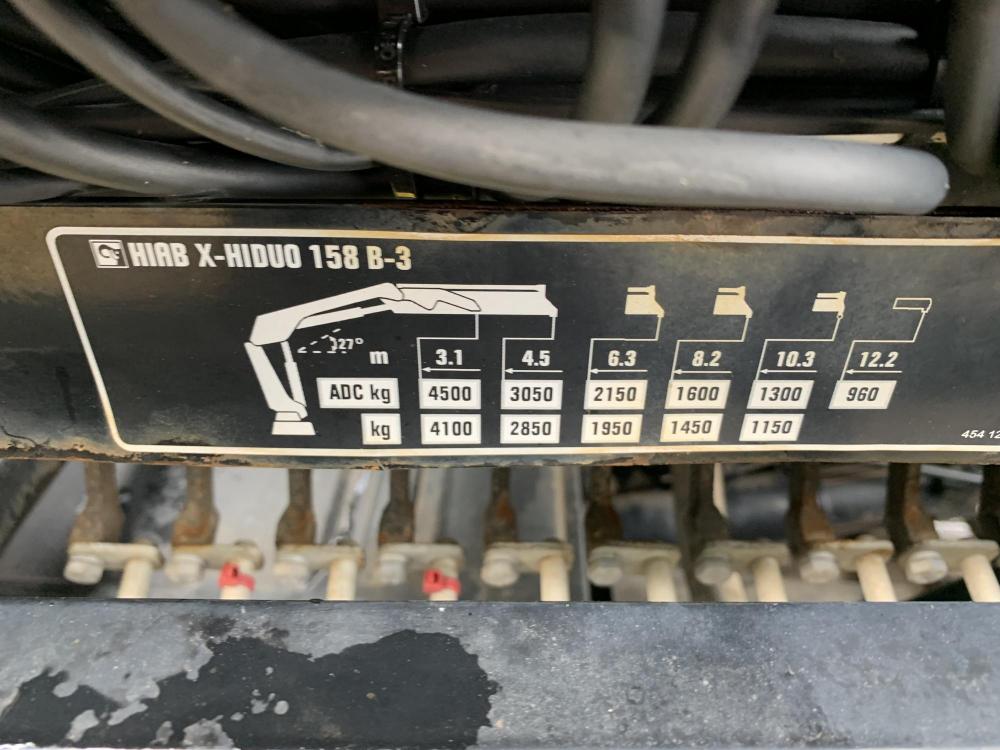 HIAB X-HIDUO 158 B-3
27°
m 3.1 4.5 6.3 8.2 10.3 12.2
ADC kg 4500 3050 2150 1600 1300 960
kg 4100 2850 1950 1450 1150
454 12